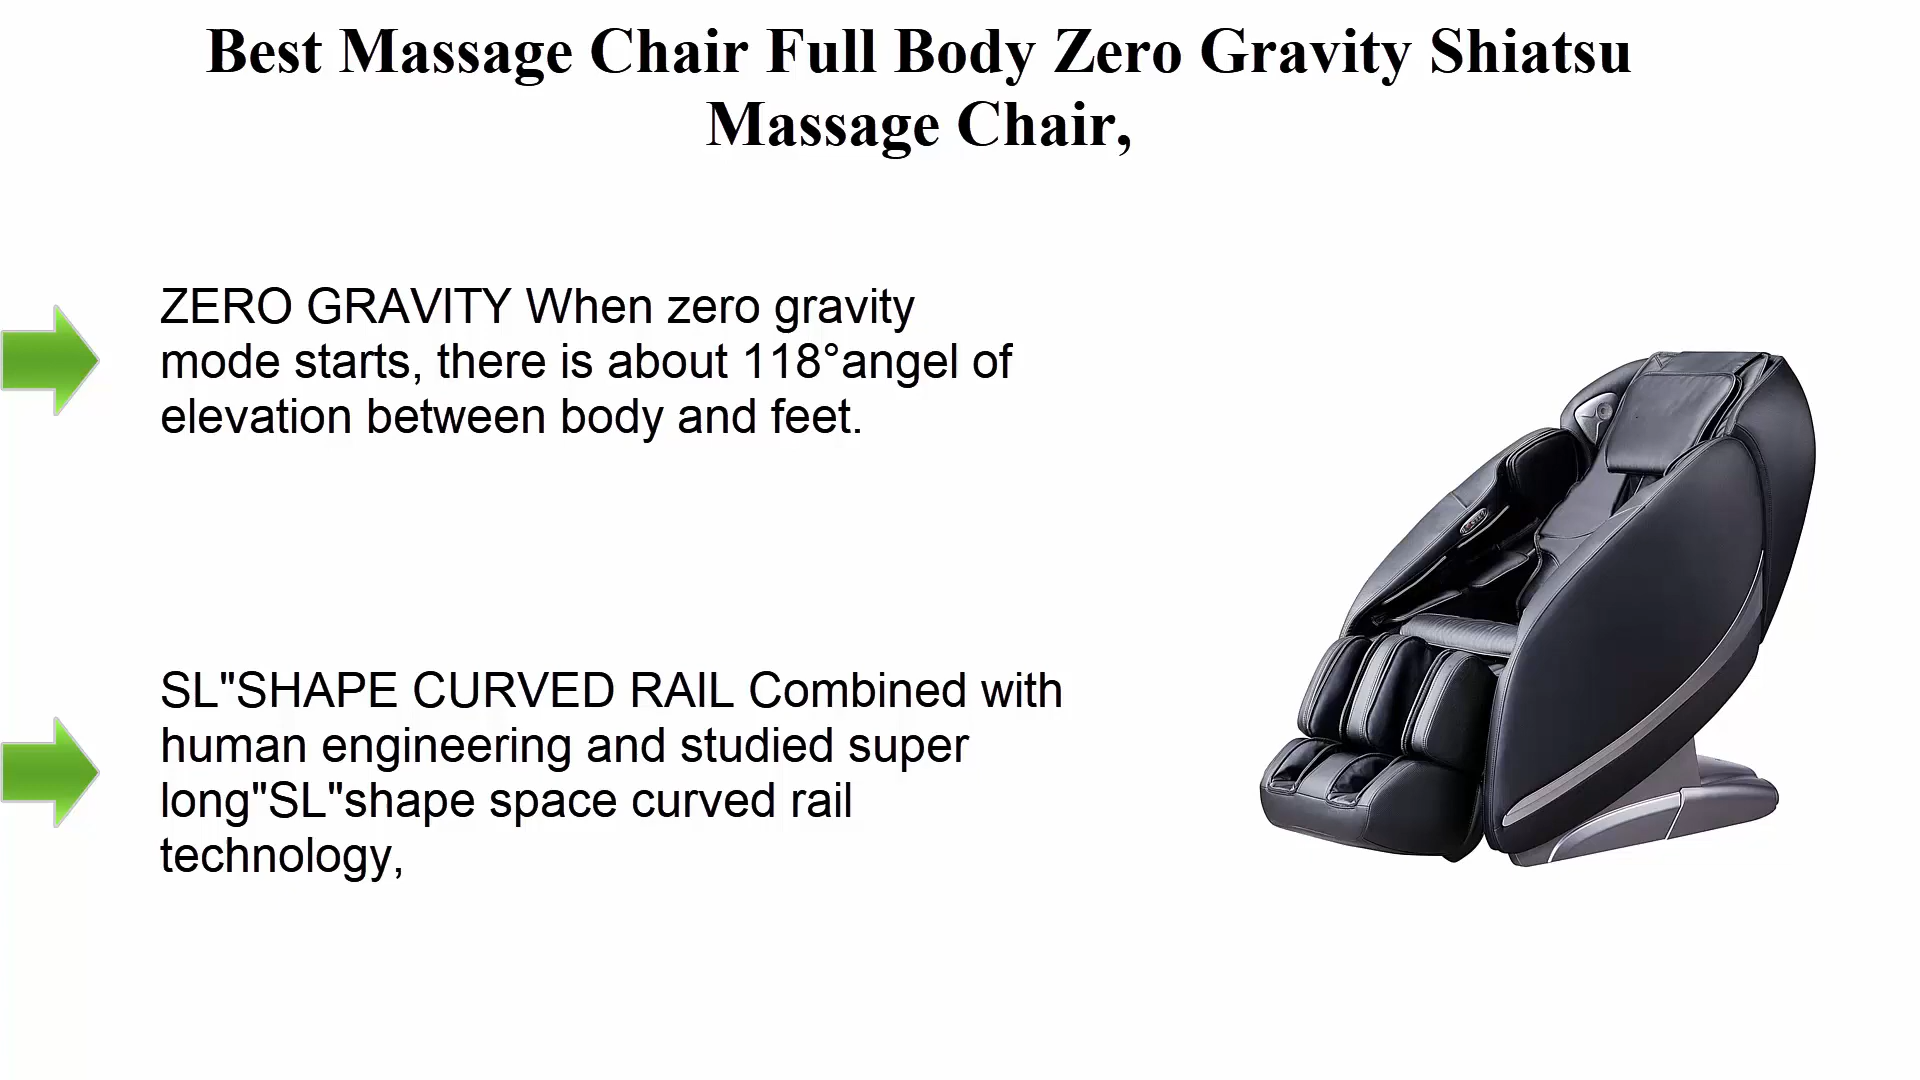 Best Massage Chair Full Body Zero Gravity Shiatsu
Massage Chair,
ZERO GRAVITY When zero gravity
mode starts, there is about 118°angel of
elevation between body and feet.
SL"SHAPE CURVED RAIL Combined with
human engineering and studied super
long"SL"shape space curved rail
technology,